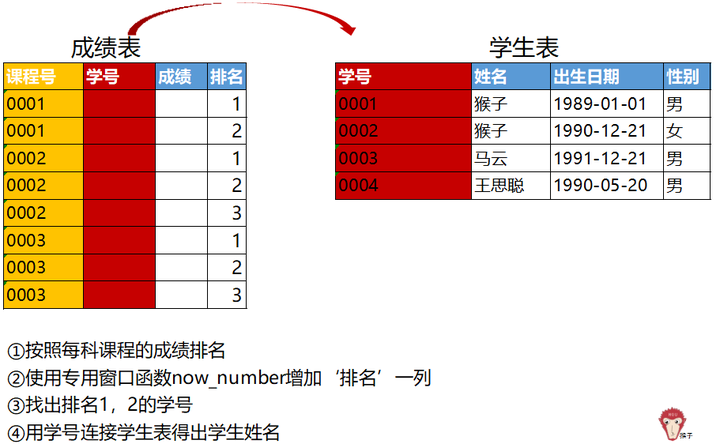 成绩表
课程号 学号 成绩 排名
0001 1
0001 2
0002 1
0002 2
0002 3
0003 1
0003 2
0003 3
学生表
学号 姓名 出生日期 性别
0001 猴子 1989-01-01 男
0002 猴子 1990-12-21 女
0003 马云 1991-12-21 男
0004 王思聪 1990-05-20 男
①按照每科课程的成绩排名
②使用专用窗口函数now_number增加‘排名’一列
③找出排名1，2的学号
④用学号连接学生表得出学生姓名
猴子